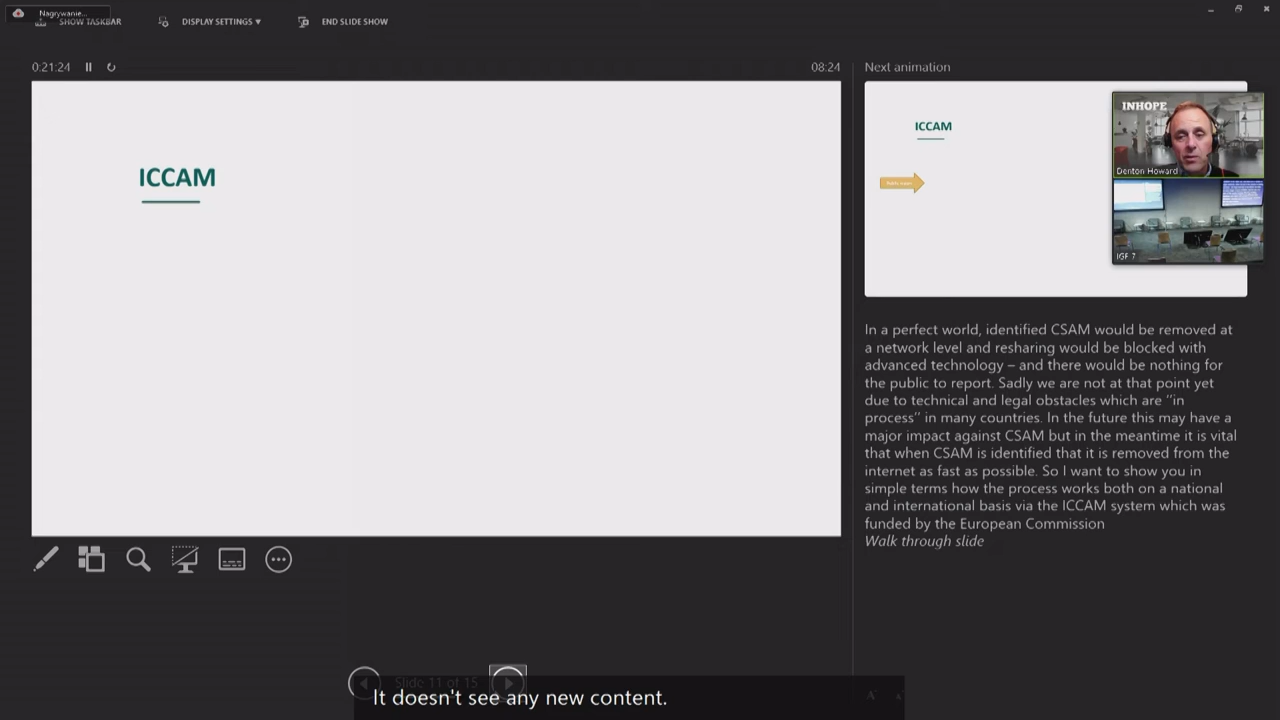 Nagrywanie...
SHOW TASKBAR
DISPLAY SETTINGS ▼
END SLIDE SHOW
0:21:24
08:24
Next animation
ICCAM
ICCAM
INHOPE
Denton Howard
IGF 7
In a perfect world, identified CSAM would be removed at
a network level and resharing would be blocked with
advanced technology – and there would be nothing for
the public to report. Sadly we are not at that point yet
due to technical and legal obstacles which are “in
process” in many countries. In the future this may have a
major impact against CSAM but in the meantime it is vital
that when CSAM is identified that it is removed from the
internet as fast as possible. So I want to show you in
simple terms how the process works both on a national
and international basis via the ICCAM system which was
funded by the European Commission
Walk through slide
Slide 11 of 15
It doesn't see any new content.